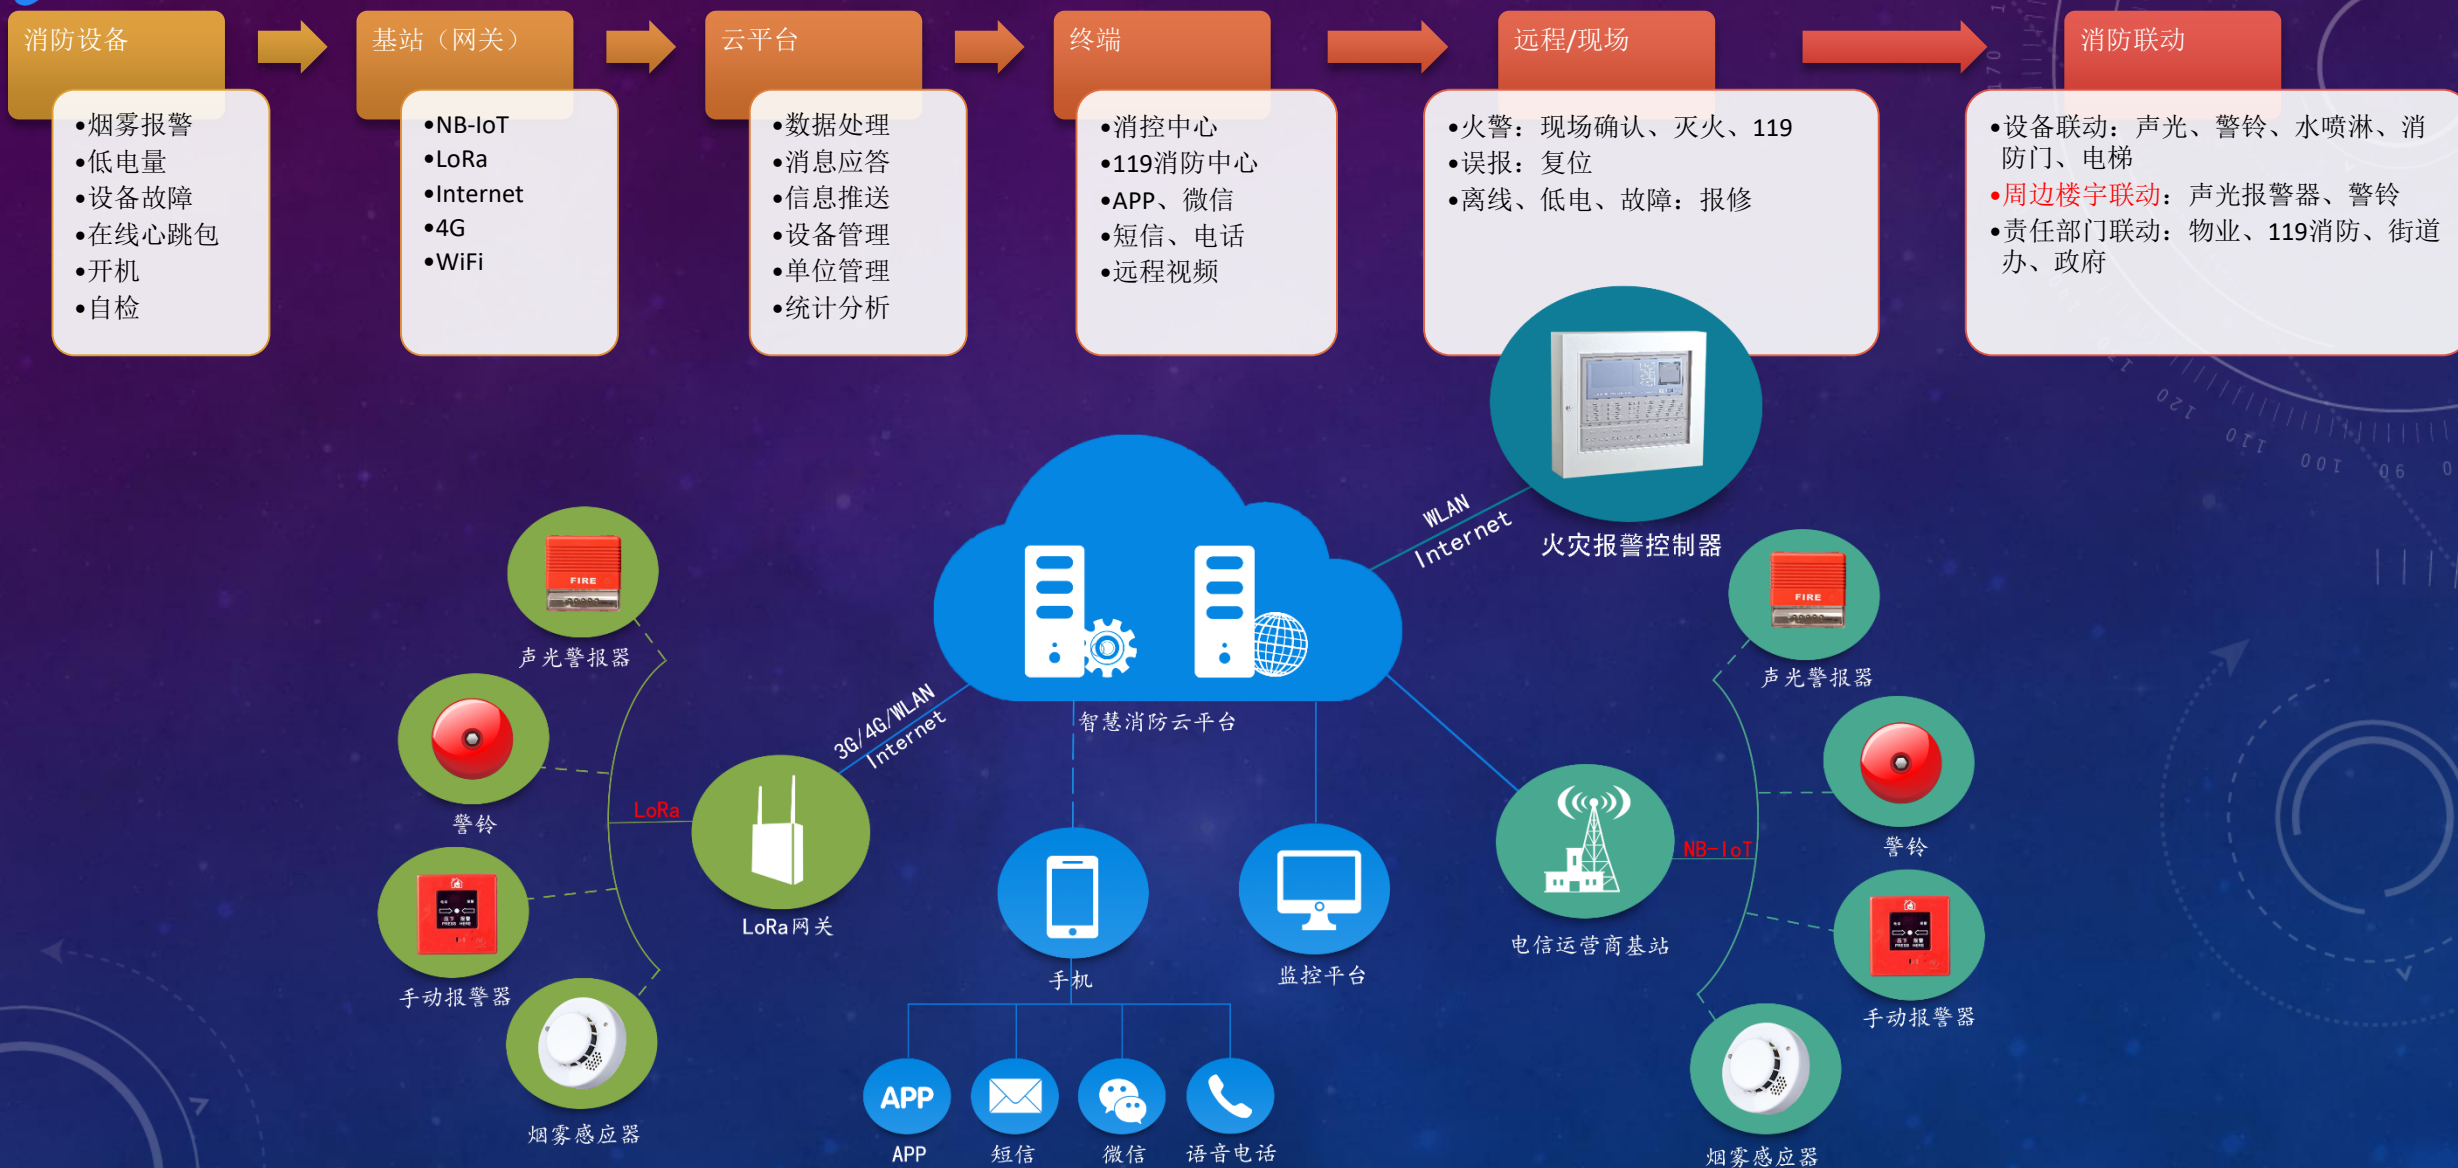 消防设备
基站（网关）
云平台
终端
远程/现场
消防联动
•烟雾报警
•低电量
•设备故障
•在线心跳包
•开机
•自检
•NB-IoT
•LoRa
•Internet
•4G
•WiFi
•数据处理
•消息应答
•信息推送
•设备管理
•单位管理
•统计分析
•消控中心
•119消防中心
•APP、微信
•短信、电话
•远程视频
•火警：现场确认、灭火、119
•误报：复位
•离线、低电、故障：报修
•设备联动：声光、警铃、水喷淋、消
防门、电梯
•周边楼宇联动：声光报警器、警铃
•责任部门联动：物业、119消防、街道
办、政府
170
170
120
110
100
90
WLAN
Internet
火灾报警控制器
FIRE
声光警报器
警铃
手动报警器
PRESS HERE
烟雾感应器
LoRa
LoRa网关
3G/4G/WLAN
Internet
智慧消防云平台
手机
监控平台
APP
APP
短信
微信
语音电话
电信运营商基站
NB-IoT
FIRE
声光警报器
警铃
PRESS HERE
手动报警器
烟雾感应器